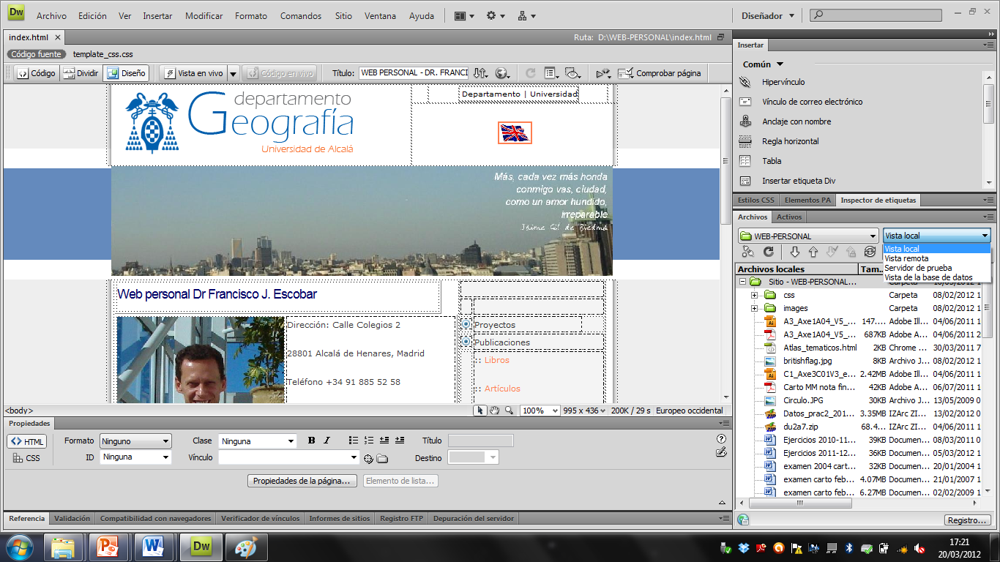 Dw Archivo Edición Ver Insertar Modificar Formato Comandos Sitio Ventana Ayuda Diseñador
index.html Ruta: D:\WEB-PERSONAL\index.html
Código fuente template_css.css
Código Dividir Diseño Vista en vivo Código en vivo Título: WEB PERSONAL - DR. FRANCI Comprobar página
departamento
Geografía
Universidad de Alcalá
Departamento | Universidad
Más, cada vez más honda
conmigo vas, ciudad,
como un amor hundido,
irreparable
Jaime Gil de Biedma
Web personal Dr Francisco J. Escobar
Dirección: Calle Colegios 2
28801 Alcalá de Henares, Madrid
Teléfono +34 91 885 52 58
Proyectos
Publicaciones
:: Libros
:: Artículos
<body> 100% 995 x 436 200K / 29 s Europeo occidental
Propiedades
HTML Formato Ninguno Clase Ninguna B I Título
CSS ID Ninguna Vínculo Destino
Propiedades de la página... Elemento de lista...
Referencia Validación Compatibilidad con navegadores Verificador de vínculos Informes de sitios Registro FTP Depuración del servidor
Insertar
Común
Hipervínculo
Vínculo de correo electrónico
Anclaje con nombre
Regla horizontal
Tabla
Insertar etiqueta Div
Estilos CSS Elementos PA Inspector de etiquetas
Archivos Activos
WEB-PERSONAL Vista local
Vista local
Vista remota
Servidor de prueba
Vista de la base de datos
Archivos locales Tam...
Sitio - WEB-PERSONAL... Carpeta
css Carpeta 08/02/2012 1
images Carpeta 08/02/2012 1
A3_Axe1A04_V5_... 147.... Adobe Ill... 04/06/2011 1
A3_Axe1A04_V5_... 687KB Adobe A... 04/06/2011 2
Atlas_tematicos.html 2KB Chrome ... 30/03/2011 7
britishflag.jpg 8KB Archivo J... 08/02/2012 1
C1_Axe3C01V3_e... 2.42MB Adobe Ill... 04/06/2011 1
Carto MM nota fin... 42KB Adobe A... 06/07/2011 1
Circulo.JPG 30KB Archivo J... 13/05/2009 0
Datos_prac2_201... 3.35MB IZArc ZI... 13/02/2012 0
du2a7.zip 68.4... IZArc ZI... 04/06/2011 1
Ejercicios 2010-11... 39KB Documen... 08/03/2011 0
Ejercicios 2011-12... 36KB Documen... 05/03/2012 1
examen 2004 cart... 32KB Documen... 20/01/2004 1
examen carto feb... 4.07MB Documen... 21/01/2007 1
examen carto feb... 6.27MB Documen... 02/02/2009 1
Registro...
17:21
20/03/2012